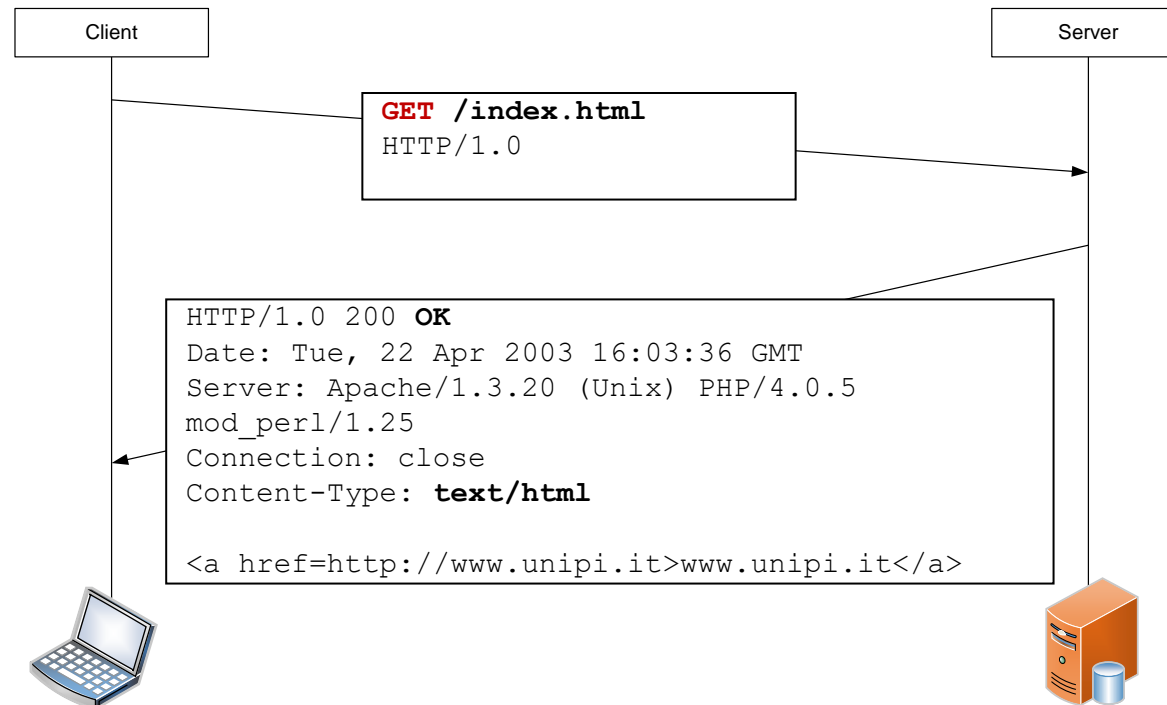 Client
Server
GET /index.html
HTTP/1.0
HTTP/1.0 200 OK
Date: Tue, 22 Apr 2003 16:03:36 GMT
Server: Apache/1.3.20 (Unix) PHP/4.0.5
mod_perl/1.25
Connection: close
Content-Type: text/html
<a href=http://www.unipi.it>www.unipi.it</a>